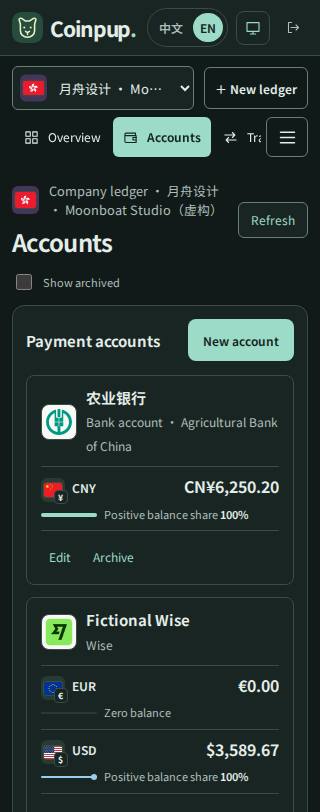 Coinpup.
中文
EN
月舟设计 · Mo…
+ New ledger
Overview
Accounts
Company ledger · 月舟设计
· Moonboat Studio（虚构）
Refresh
Accounts
Show archived
Payment accounts
New account
农业银行
Bank account · Agricultural Bank
of China
¥
CNY
CN¥6,250.20
Positive balance share 100%
Edit
Archive
Fictional Wise
Wise
€
EUR
€0.00
Zero balance
$
USD
$3,589.67
Positive balance share 100%